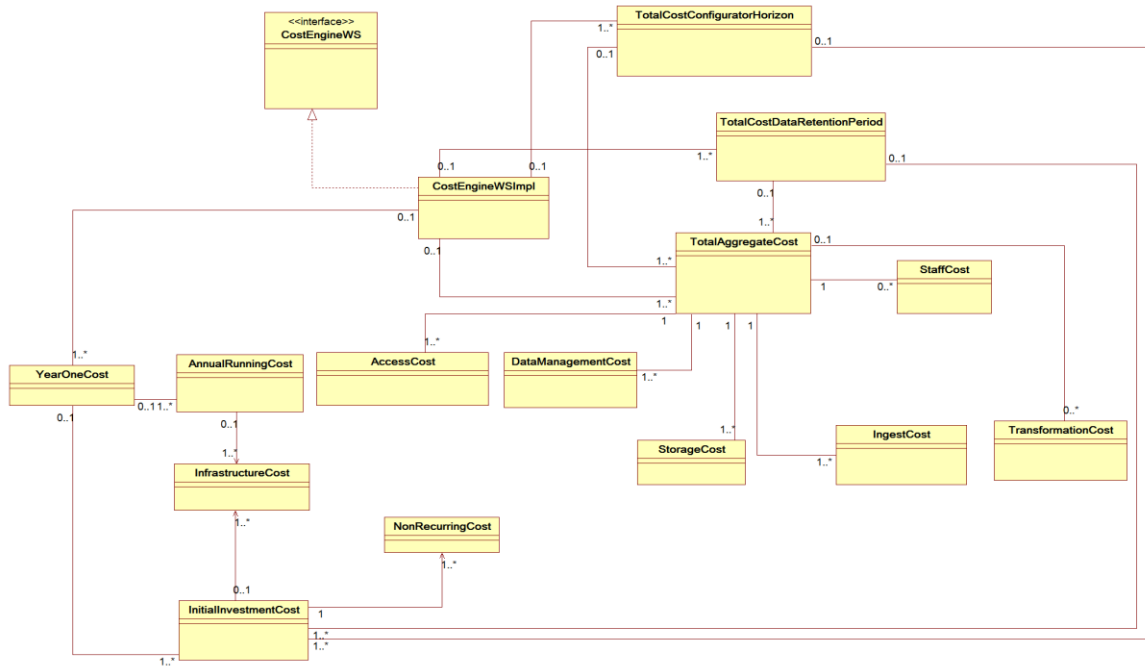 <<interface>>
CostEngineWS
TotalCostConfiguratorHorizon
1..*
0..1
0..1
TotalCostDataRetentionPeriod
0..1
1..*
0..1
0..1
CostEngineWSImpl
0..1
0..1
0..1
1..*
TotalAggregateCost
0..1
1..*
1..*
StaffCost
1
0..*
1
1
1
1
1..*
AccessCost
DataManagementCost
1..*
1..*
YearOneCost
AnnualRunningCost
0..1
1..*
0..1
0..1
0..*
TransformationCost
IngestCost
1..*
1..*
StorageCost
1..*
InfrastructureCost
1..*
NonRecurringCost
1..*
0..1
InitialInvestmentCost
1
1..*
1..*
1..*